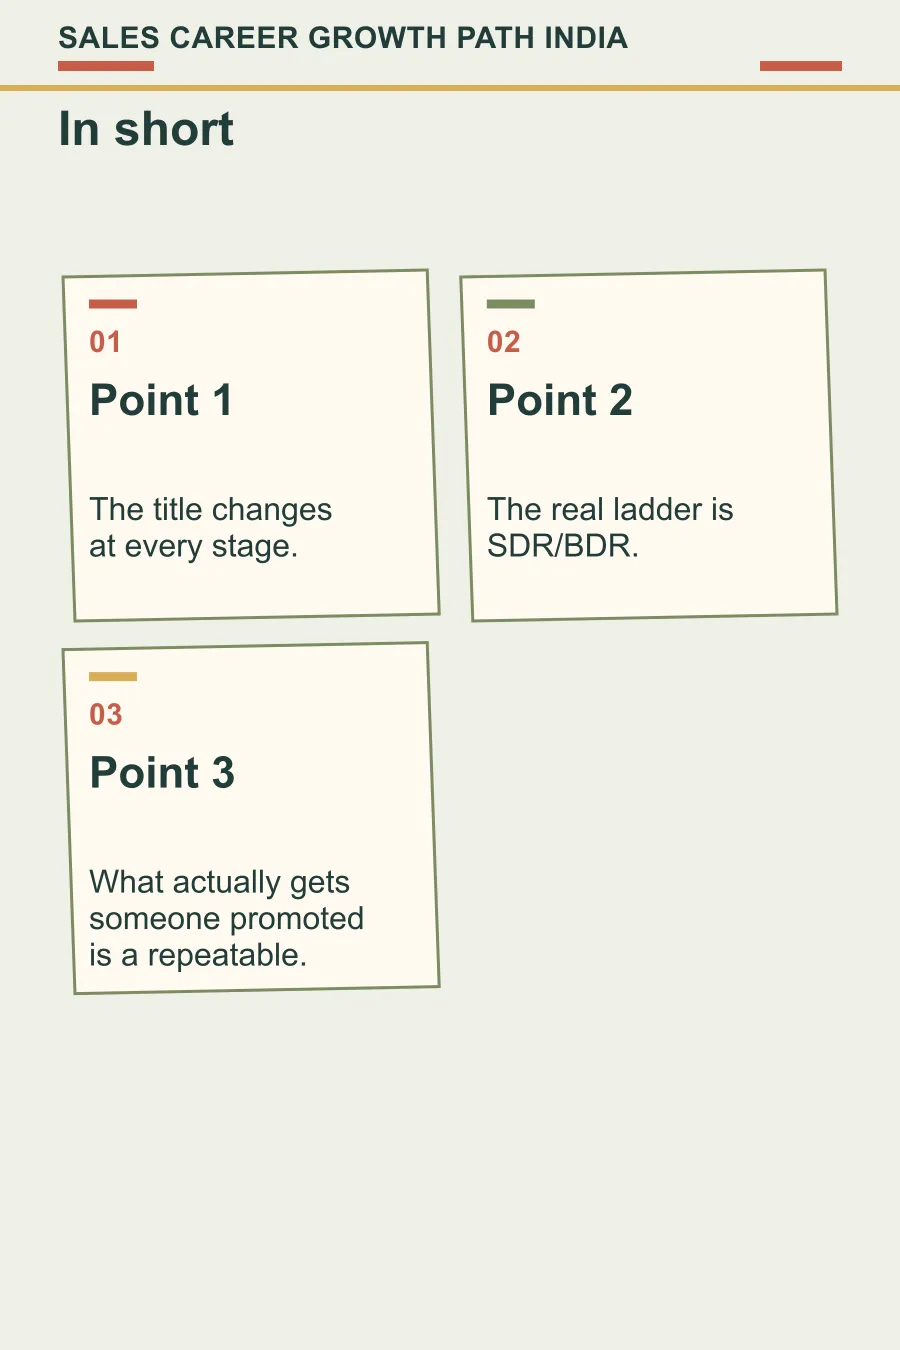 SALES CAREER GROWTH PATH INDIA
In short
01
Point 1
The title changes
at every stage.
02
Point 2
The real ladder is
SDR/BDR.
03
Point 3
What actually gets
someone promoted
is a repeatable.